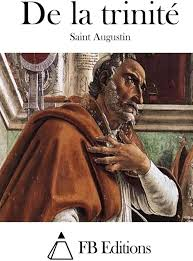 De la trinité
Saint Augustin
FB Editions